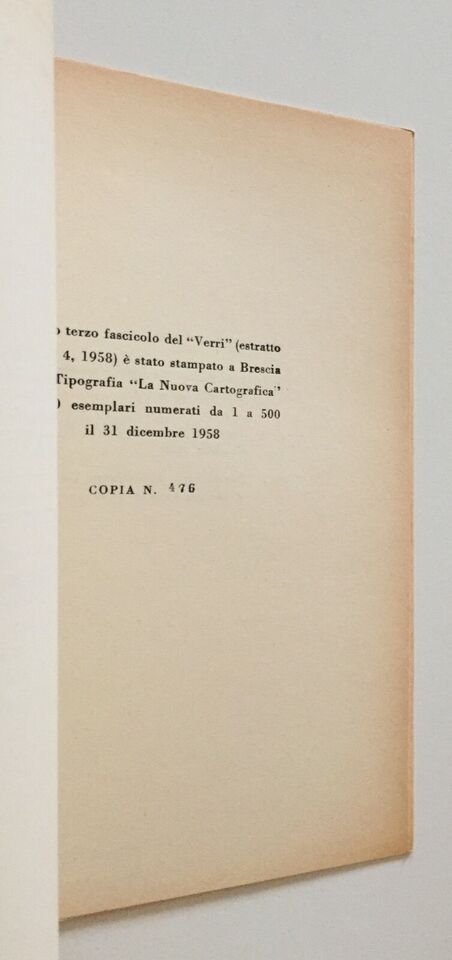 terzo fascicolo del "Verri" (estratto
4, 1958) è stato stampato a Brescia
Tipografia "La Nuova Cartografica"
) esemplari numerati da 1 a 500
il 31 dicembre 1958
COPIA N. 476